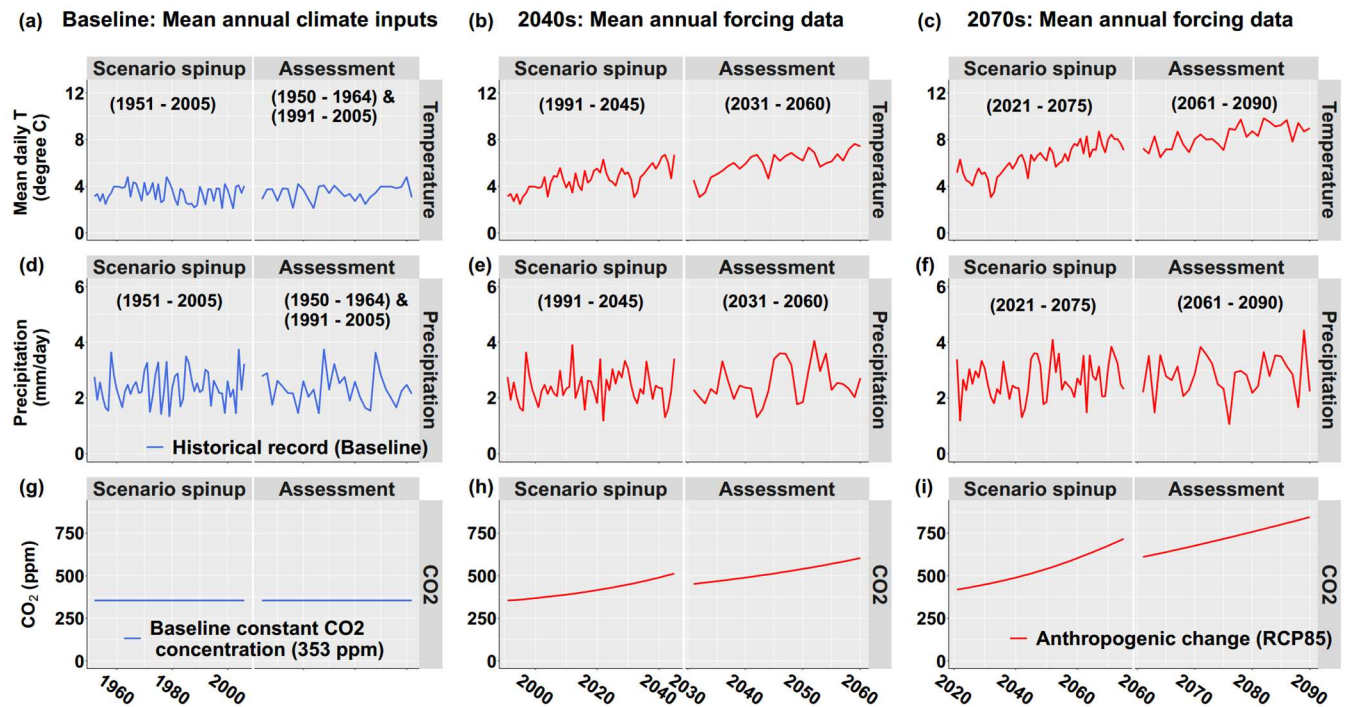 (a) Baseline: Mean annual climate inputs
(b) 2040s: Mean annual forcing data
(c) 2070s: Mean annual forcing data
Scenario spinup Assessment
Scenario spinup Assessment
Scenario spinup Assessment
Mean daily T
(degree C)
12
8
4
0
(1951 - 2005)
(1950 - 1964) &
(1991 - 2005)
Temperature
12
8
4
0
(1991 - 2045)
(2031 - 2060)
Temperature
12
8
4
0
(2021 - 2075)
(2061 - 2090)
Temperature
(d)
Scenario spinup Assessment
(e)
Scenario spinup Assessment
(f)
Scenario spinup Assessment
Precipitation
(mm/day)
6
4
2
0
(1951 - 2005)
(1950 - 1964) &
(1991 - 2005)
Historical record (Baseline)
Precipitation
6
4
2
0
(1991 - 2045)
(2031 - 2060)
Precipitation
6
4
2
0
(2021 - 2075)
(2061 - 2090)
Precipitation
(g)
Scenario spinup Assessment
(h)
Scenario spinup Assessment
(i)
Scenario spinup Assessment
CO2 (ppm)
750
500
250
0
Baseline constant CO2
concentration (353 ppm)
CO2
1960 1980 2000
750
500
250
0
CO2
2000 2020 2040 2030 2040 2050 2060
750
500
250
0
Anthropogenic change (RCP85)
CO2
2020 2040 2060 2060 2070 2080 2090